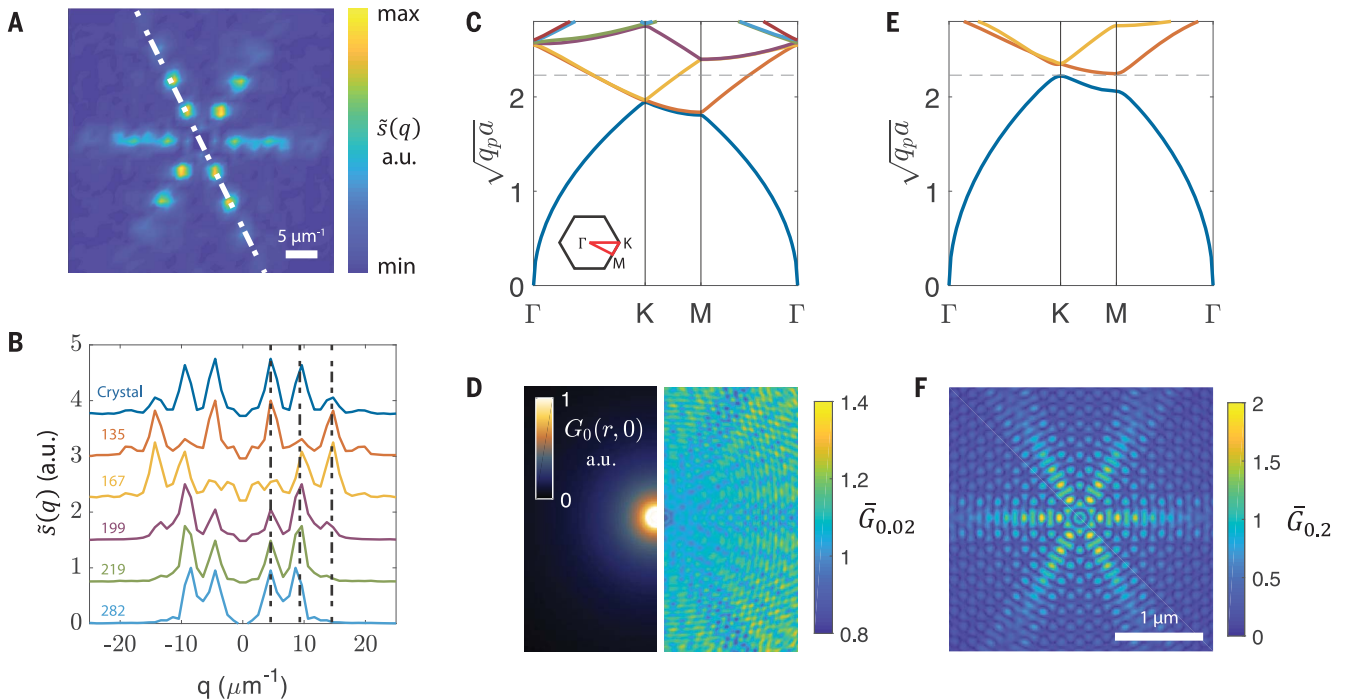 A
max
s̃(q)
a.u.
min
5 μm⁻¹
B
5
4
3
2
1
0
s̃(q) (a.u.)
Crystal
135
167
199
219
282
-20
-10
0
10
20
q (μm⁻¹)
C
2
1
0
√qₚa
Γ
K
M
Γ
K
M
Γ
D
1
G₀(r, 0)
a.u.
0
1.4
1.2
1
0.8
Ḡ₀.₀₂
E
2
1
0
√qₚa
Γ
K
M
Γ
F
1 μm
2
1.5
1
0.5
0
Ḡ₀.₂